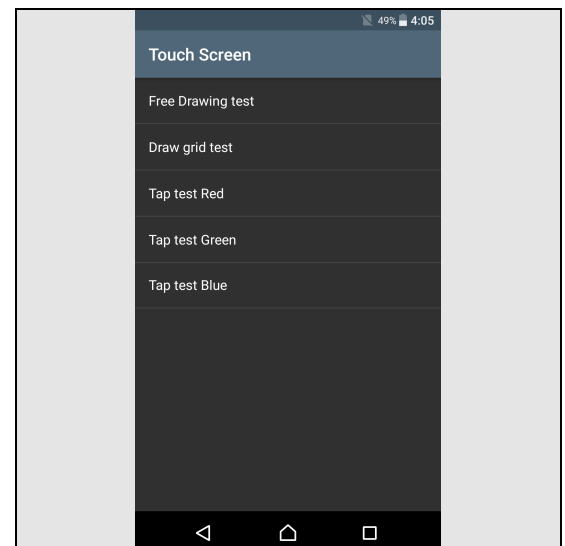 49% 4:05
Touch Screen
Free Drawing test
Draw grid test
Tap test Red
Tap test Green
Tap test Blue